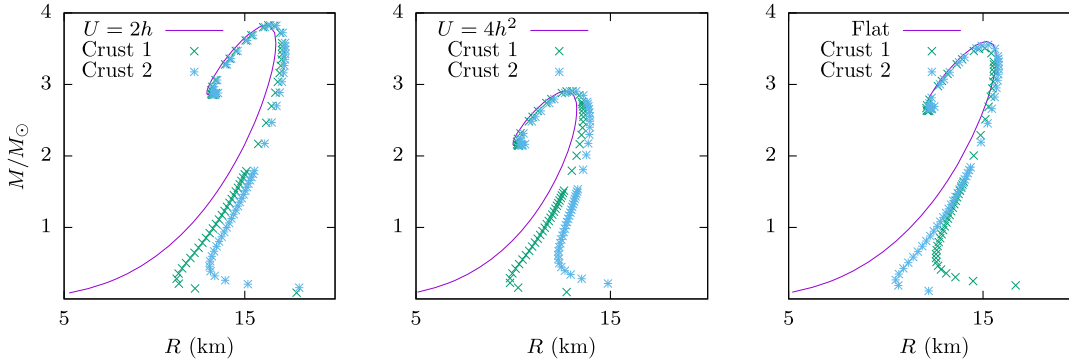 U = 2h
Crust 1
Crust 2
M/M⊙
4
3
2
1
5
15
R (km)
U = 4h²
Crust 1
Crust 2
4
3
2
1
5
15
R (km)
Flat
Crust 1
Crust 2
4
3
2
1
5
15
R (km)